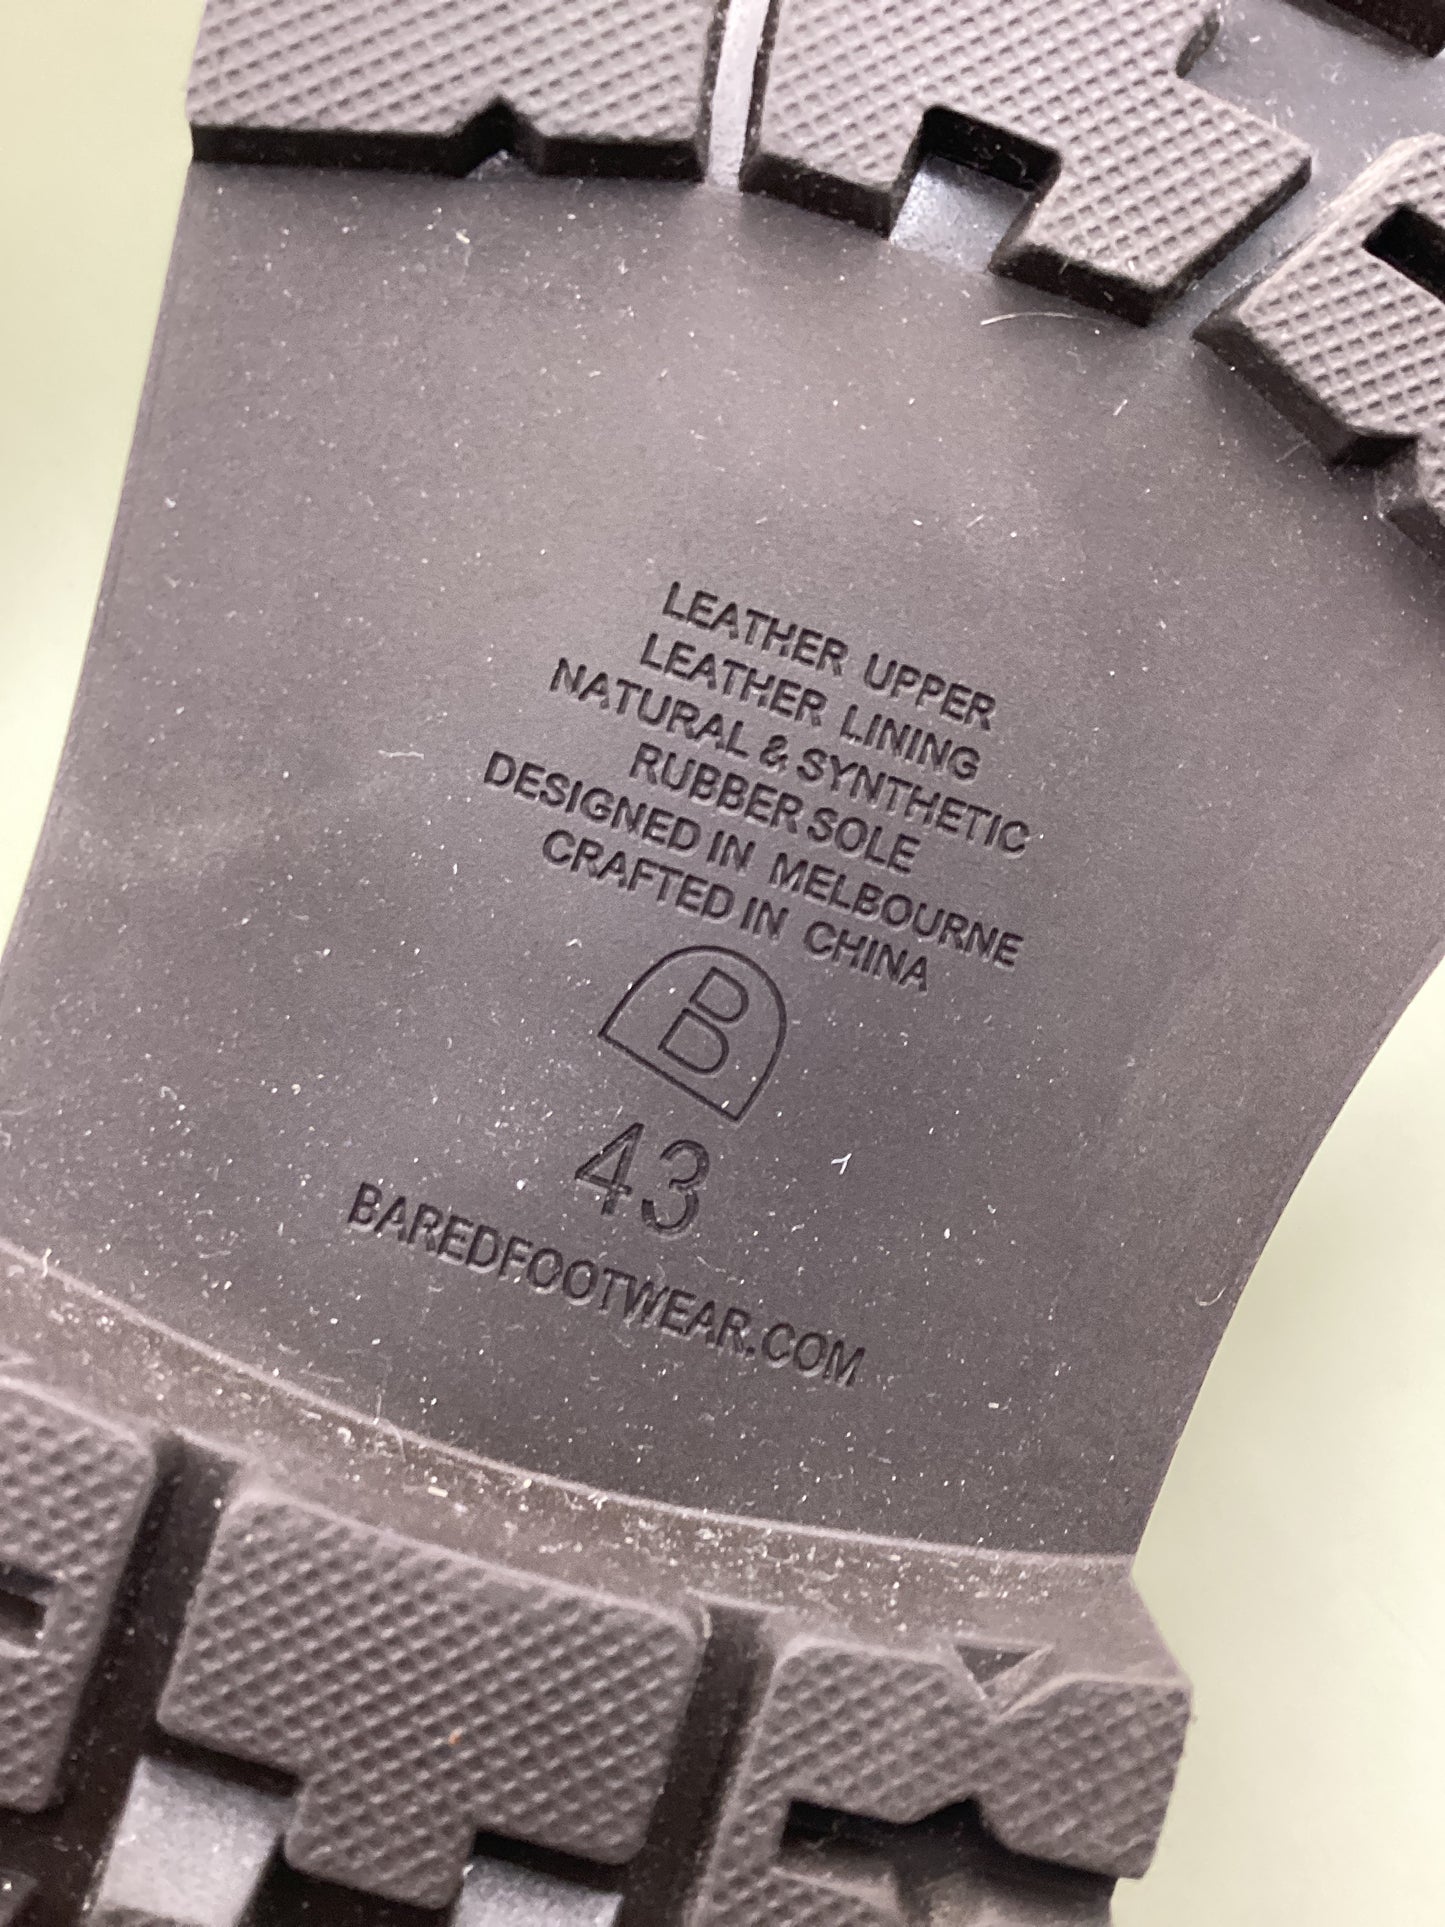 LEATHER UPPER
LEATHER LINING
NATURAL & SYNTHETIC
RUBBER SOLE
DESIGNED IN MELBOURNE
CRAFTED IN CHINA
B
43
BAREDFOOTWEAR.COM